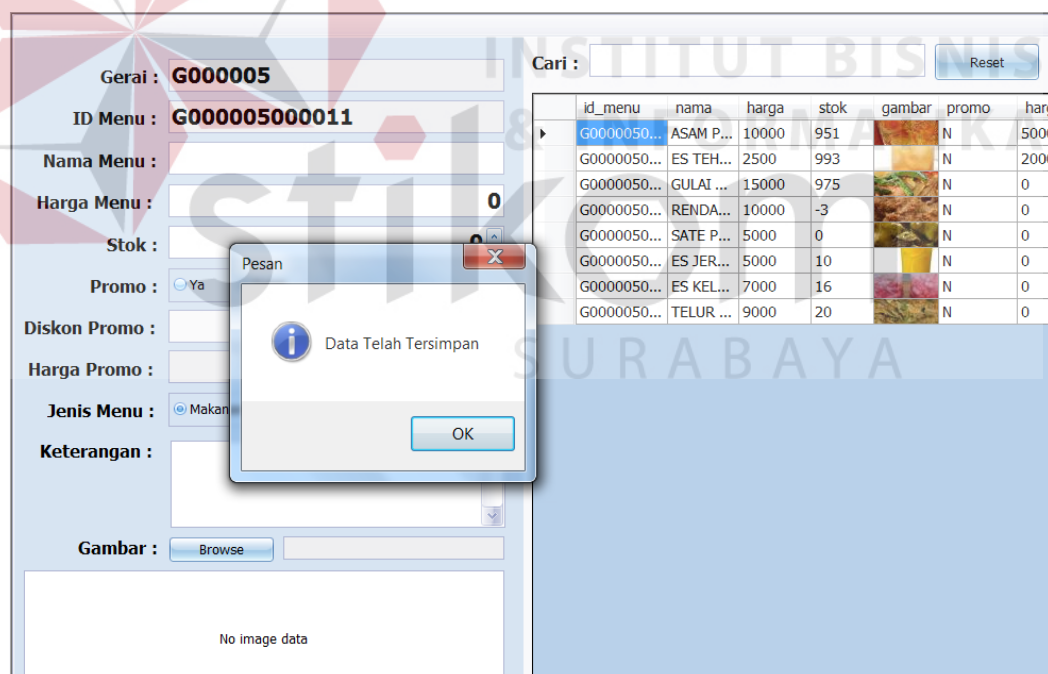 INSTITUT BISNIS
& INFORMATIKA
stikom
SURABAYA
Gerai : G000005
ID Menu : G000005000011
Nama Menu :
Harga Menu : 0
Stok : 0
Promo : Ya
Diskon Promo :
Harga Promo :
Jenis Menu : Makan
Keterangan :
Gambar : Browse
No image data
Pesan
Data Telah Tersimpan
OK
Cari : Reset
id_menu nama harga stok gambar promo harg
G0000050... ASAM P... 10000 951 N 5000
G0000050... ES TEH... 2500 993 N 2000
G0000050... GULAI ... 15000 975 N 0
G0000050... RENDA... 10000 -3 N 0
G0000050... SATE P... 5000 0 N 0
G0000050... ES JER... 5000 10 N 0
G0000050... ES KEL... 7000 16 N 0
G0000050... TELUR ... 9000 20 N 0